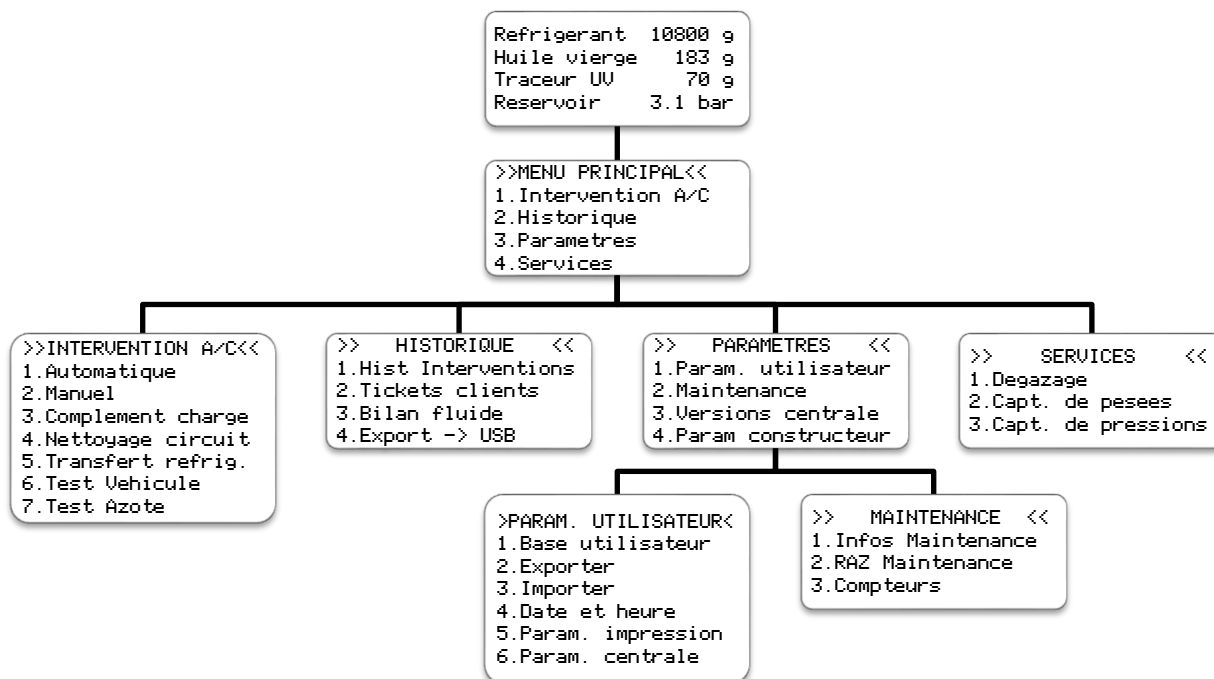 Refrigerant 10800 g
Huile vierge 183 g
Traceur UV 70 g
Reservoir 3.1 bar
>>MENU PRINCIPAL<<
1.Intervention A/C
2.Historique
3.Parametres
4.Services
>>INTERVENTION A/C<<
1.Automatique
2.Manuel
3.Complement charge
4.Nettoyage circuit
5.Transfert refrig.
6.Test Vehicule
7.Test Azote
>> HISTORIQUE <<
1.Hist Interventions
2.Tickets clients
3.Bilan fluide
4.Export -> USB
>> PARAMETRES <<
1.Param. utilisateur
2.Maintenance
3.Versions centrale
4.Param constructeur
>> SERVICES <<
1.Degazage
2.Capt. de pesees
3.Capt. de pressions
>PARAM. UTILISATEUR<
1.Base utilisateur
2.Exporter
3.Importer
4.Date et heure
5.Param. impression
6.Param. centrale
>> MAINTENANCE <<
1.Infos Maintenance
2.RAZ Maintenance
3.Compteurs